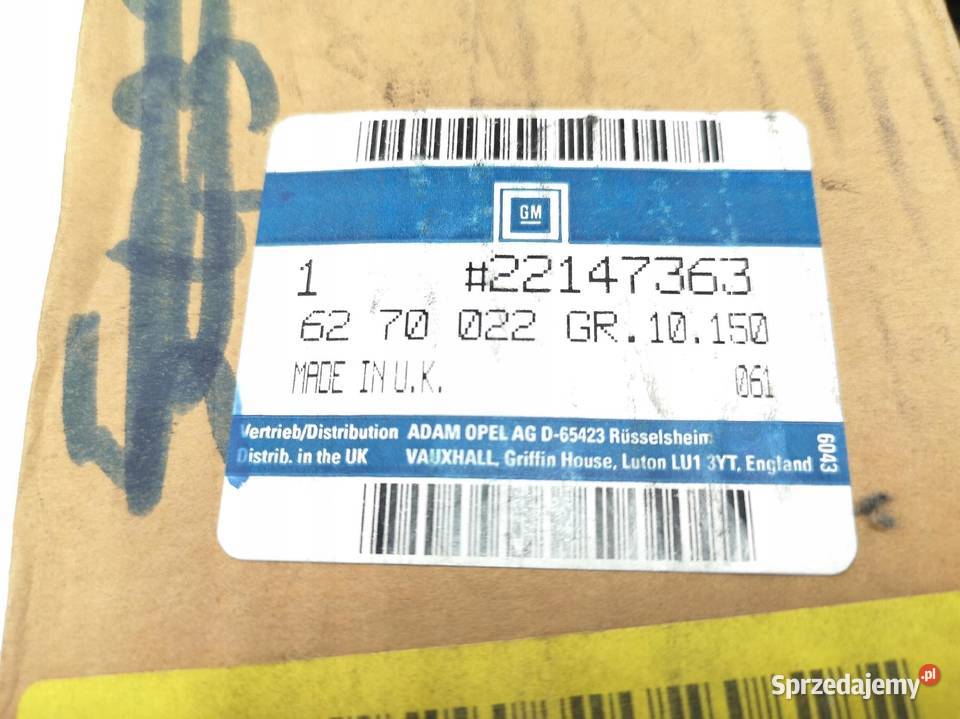 GM
1 #22147363
62 70 022 GR.10.150
MADE IN U.K. 061
Vertrieb/Distribution ADAM OPEL AG D-65423 Rüsselsheim
Distrib. in the UK VAUXHALL, Griffin House, Luton LU1 3YT, England
6043
Sprzedajemy.pl